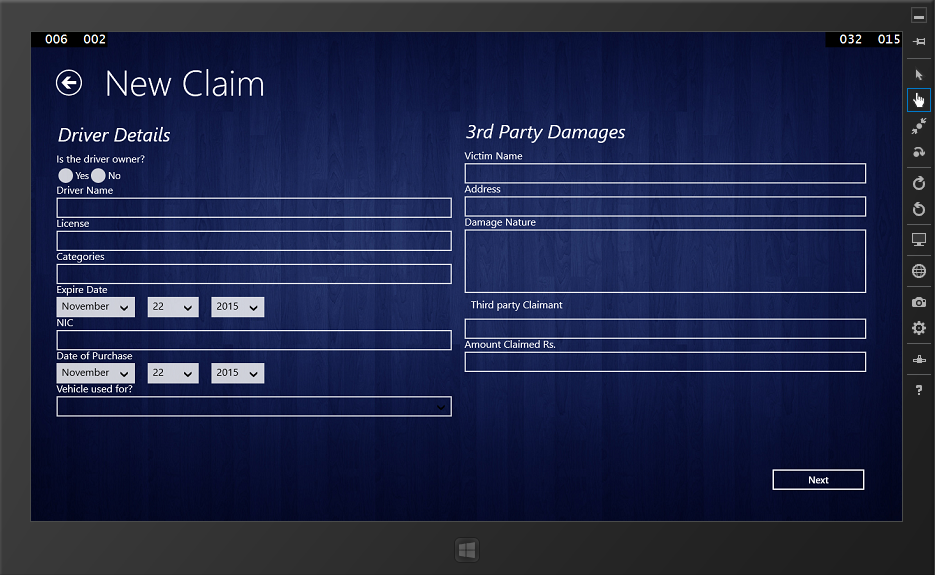 006 002
032 015
New Claim
Driver Details
Is the driver owner?
Yes No
Driver Name
License
Categories
Expire Date
November 22 2015
NIC
Date of Purchase
November 22 2015
Vehicle used for?
3rd Party Damages
Victim Name
Address
Damage Nature
Third party Claimant
Amount Claimed Rs.
Next
?